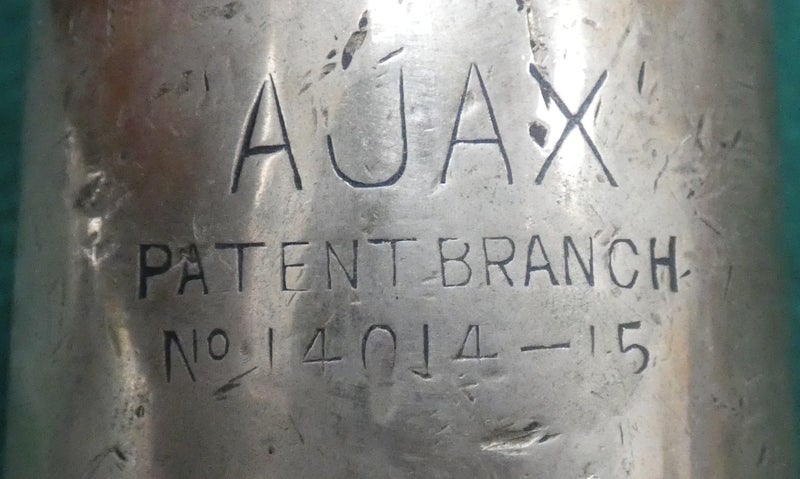 AJAX
PATENT BRANCH
No 14014-15